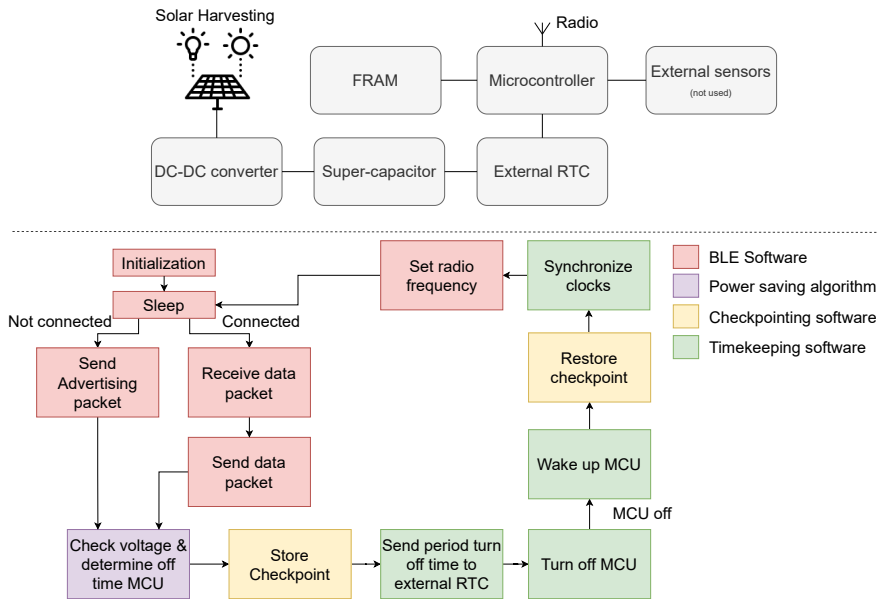 Solar Harvesting
Radio
FRAM
Microcontroller
External sensors
(not used)
DC-DC converter
Super-capacitor
External RTC
Initialization
Sleep
Not connected
Connected
Send
Advertising
packet
Receive data
packet
Send data
packet
Check voltage &
determine off
time MCU
Store
Checkpoint
Send period turn
off time to
external RTC
Turn off MCU
MCU off
Wake up MCU
Restore
checkpoint
Synchronize
clocks
Set radio
frequency
BLE Software
Power saving algorithm
Checkpointing software
Timekeeping software